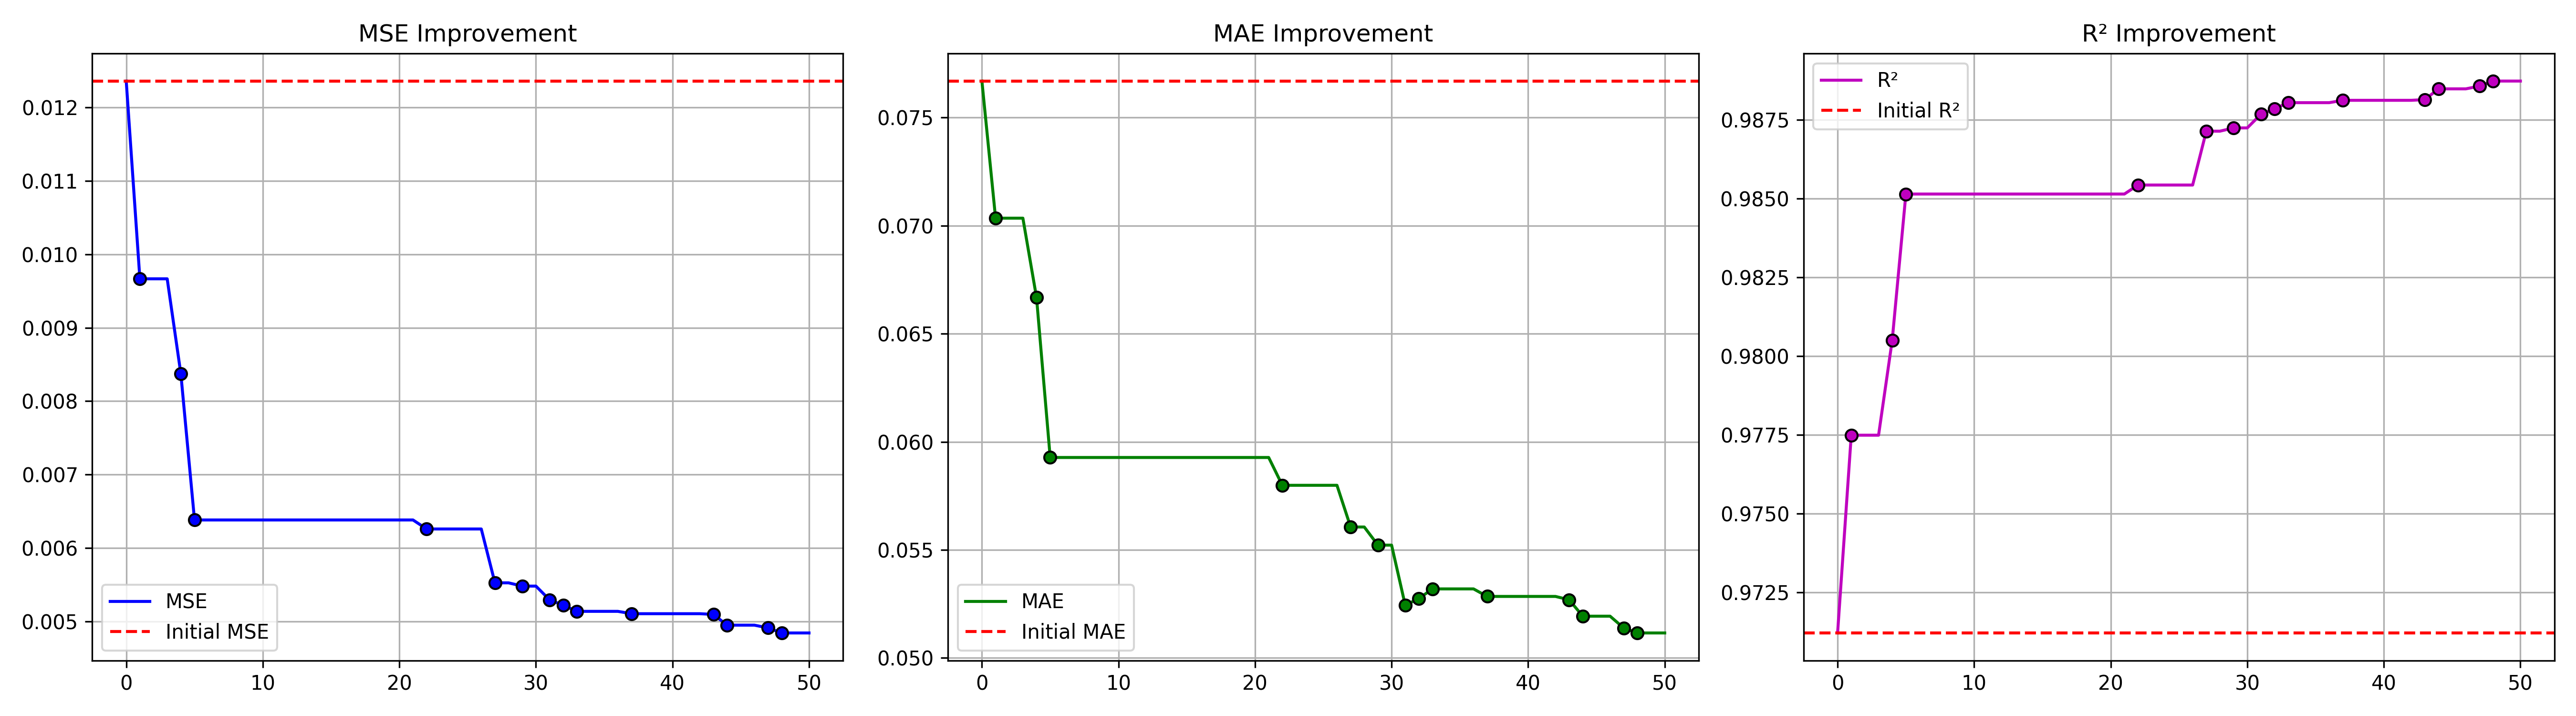 MSE Improvement
0.012
0.011
0.010
0.009
0.008
0.007
0.006
0.005
MSE
Initial MSE
0 10 20 30 40 50
MAE Improvement
0.075
0.070
0.065
0.060
0.055
0.050
MAE
Initial MAE
0 10 20 30 40 50
R² Improvement
R²
Initial R²
0.9875
0.9850
0.9825
0.9800
0.9775
0.9750
0.9725
0 10 20 30 40 50